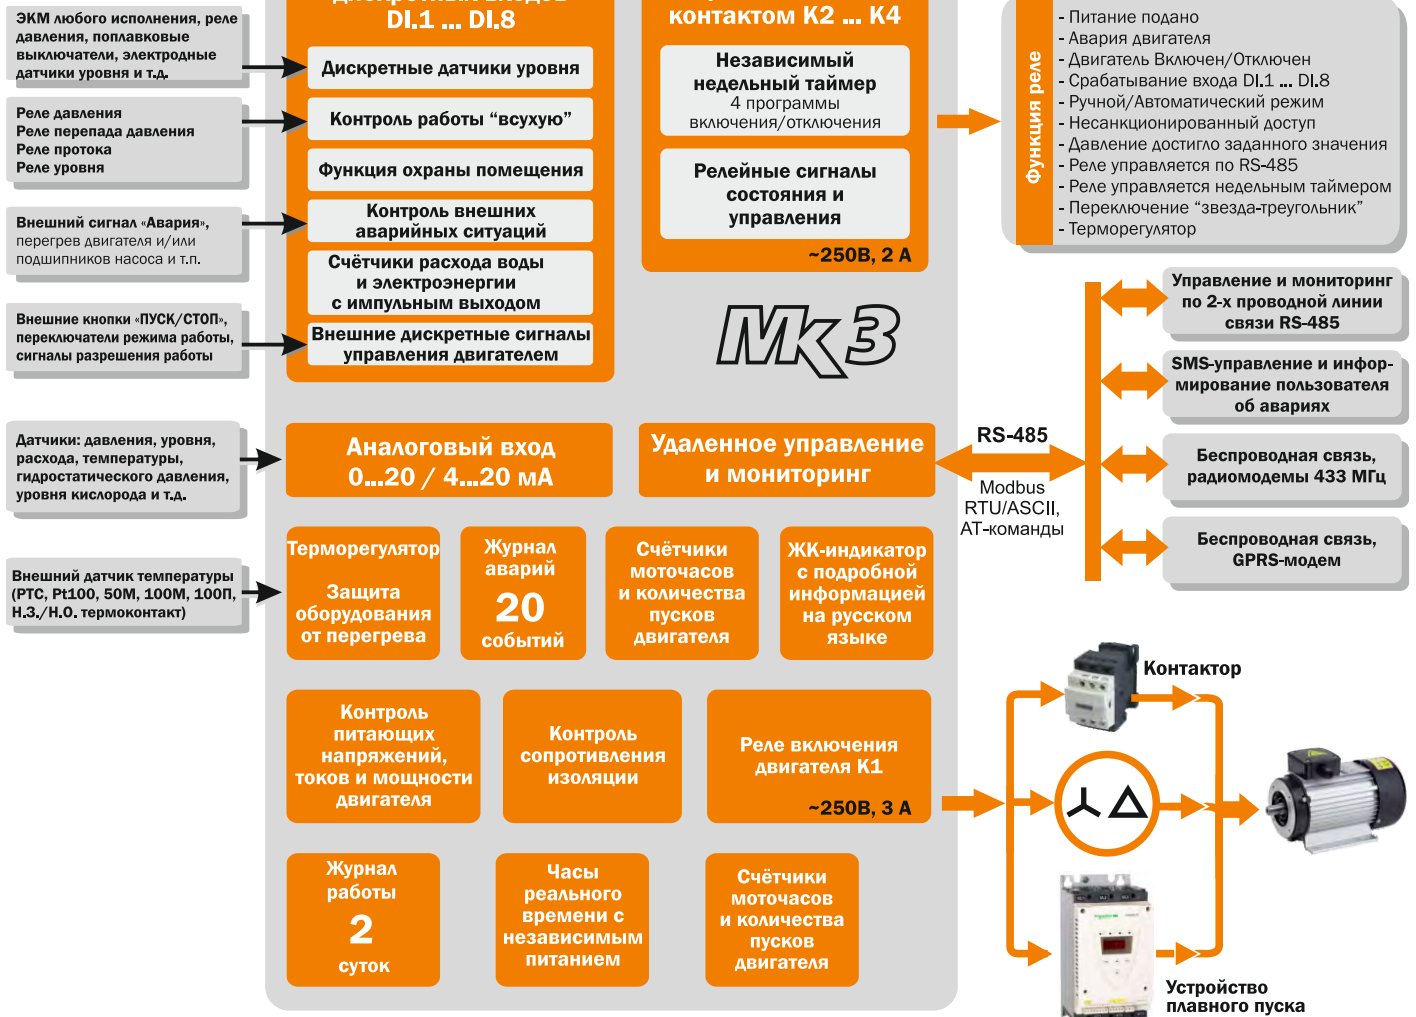 ЭКМ любого исполнения, реле
давления, поплавковые
выключатели, электродные
датчики уровня и т.д.
Реле давления
Реле перепада давления
Реле протока
Реле уровня
Внешний сигнал «Авария»,
перегрев двигателя и/или
подшипников насоса и т.п.
Внешние кнопки «ПУСК/СТОП»,
переключатели режима работы,
сигналы разрешения работы
Датчики: давления, уровня,
расхода, температуры,
гидростатического давления,
уровня кислорода и т.д.
Внешний датчик температуры
(РТС, Pt100, 50М, 100М, 100П,
Н.З./Н.О. термоконтакт)
дискретных входов
DI.1 ... DI.8
Дискретные датчики уровня
Контроль работы “всухую”
Функция охраны помещения
Контроль внешних
аварийных ситуаций
Счётчики расхода воды
и электроэнергии
с импульным выходом
Внешние дискретные сигналы
управления двигателем
контактом К2 ... К4
Независимый
недельный таймер
4 программы
включения/отключения
Релейные сигналы
состояния и
управления
~250В, 2 А
Функция реле
- Питание подано
- Авария двигателя
- Двигатель Включен/Отключен
- Срабатывание входа DI.1 ... DI.8
- Ручной/Автоматический режим
- Несанкционированный доступ
- Давление достигло заданного значения
- Реле управляется по RS-485
- Реле управляется недельным таймером
- Переключение “звезда-треугольник”
- Терморегулятор
МК 3
Аналоговый вход
0...20 / 4...20 мА
Удаленное управление
и мониторинг
RS-485
Modbus
RTU/ASCII,
АТ-команды
Управление и мониторинг
по 2-х проводной линии
связи RS-485
SMS-управление и инфор-
мирование пользователя
об авариях
Беспроводная связь,
радиомодемы 433 МГц
Беспроводная связь,
GPRS-модем
Терморегулятор
Защита
оборудования
от перегрева
Журнал
аварий
20
событий
Счётчики
моточасов
и количества
пусков
двигателя
ЖК-индикатор
с подробной
информацией
на русском
языке
Контроль
питающих
напряжений,
токов и мощности
двигателя
Контроль
сопротивления
изоляции
Реле включения
двигателя К1
~250В, 3 А
Журнал
работы
2
суток
Часы
реального
времени с
независимым
питанием
Счётчики
моточасов
и количества
пусков
двигателя
Контактор
Устройство
плавного пуска